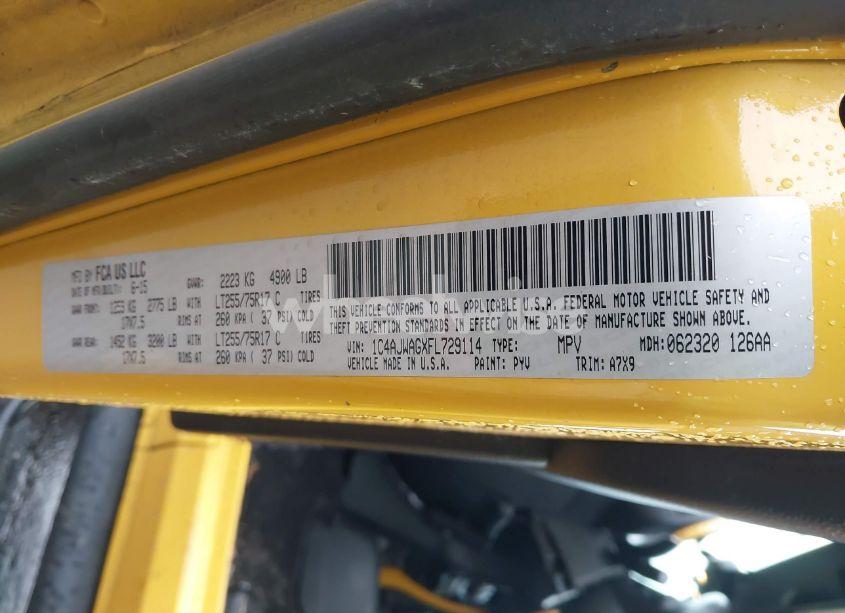 MFD BY FCA US LLC
DATE OF MFR(BUILT): 6-15 GVWR: 2223 KG 4900 LB
GAWR FRONT: 1253 KG 2775 LB WITH LT255/75R17 C TIRES
17X7.5 RIMS AT 260 KPA ( 37 PSI) COLD
GAWR REAR: 1452 KG 3200 LB WITH LT255/75R17 C TIRES
17X7.5 RIMS AT 260 KPA ( 37 PSI) COLD
THIS VEHICLE CONFORMS TO ALL APPLICABLE U.S.A. FEDERAL MOTOR VEHICLE SAFETY AND
THEFT PREVENTION STANDARDS IN EFFECT ON THE DATE OF MANUFACTURE SHOWN ABOVE.
VIN: 1C4AJWAGXFL729114 TYPE: MPV MDH: 062320 126AA
VEHICLE MADE IN U.S.A. PAINT: PYV TRIM: A7X9